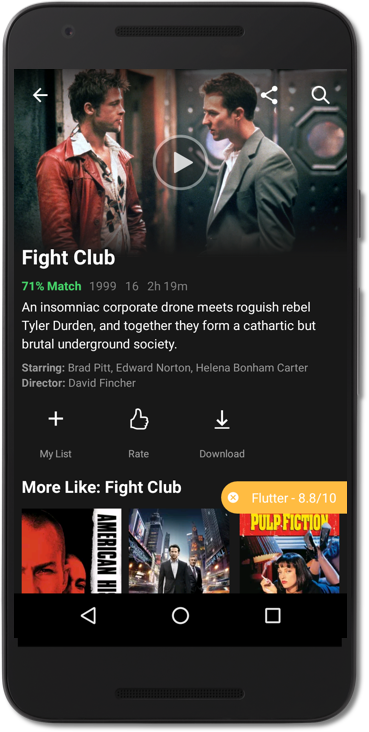 Fight Club
71% Match 1999 16 2h 19m
An insomniac corporate drone meets roguish rebel
Tyler Durden, and together they form a cathartic but
brutal underground society.
Starring: Brad Pitt, Edward Norton, Helena Bonham Carter
Director: David Fincher
My List Rate Download
More Like: Fight Club
Flutter - 8.8/10
AMERICAN HI
PULP FICTION